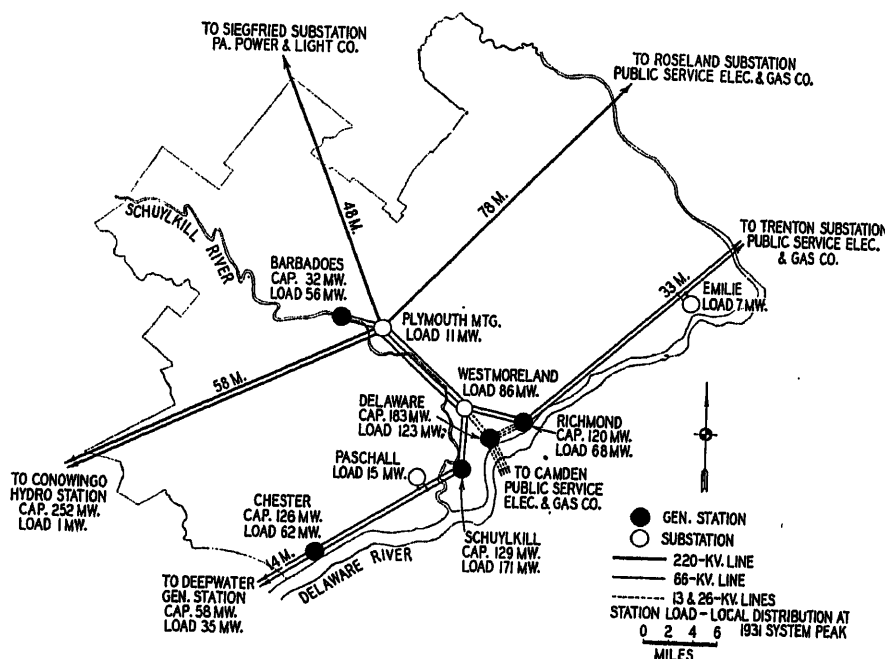 TO SIEGFRIED SUBSTATION
PA. POWER & LIGHT CO.
TO ROSELAND SUBSTATION
PUBLIC SERVICE ELEC. & GAS CO.
48 M.
78 M.
SCHUYLKILL
RIVER
BARBADOES
CAP. 32 MW.
LOAD 56 MW.
TO TRENTON SUBSTATION
PUBLIC SERVICE ELEC.
& GAS CO.
33 M.
EMILIE
LOAD 7 MW.
PLYMOUTH MTG.
LOAD 11 MW.
58 M.
WESTMORELAND
LOAD 86 MW.
DELAWARE
CAP. 183 MW.
LOAD 123 MW.
RICHMOND
CAP. 120 MW.
LOAD 68 MW.
PASCHALL
LOAD 15 MW.
TO CAMDEN
PUBLIC SERVICE
ELEC. & GAS CO.
TO CONOWINGO
HYDRO STATION
CAP. 252 MW.
LOAD 1 MW.
CHESTER
CAP. 126 MW.
LOAD 62 MW.
SCHUYLKILL
CAP. 129 MW.
LOAD 171 MW.
14 M.
DELAWARE RIVER
TO DEEPWATER
GEN. STATION
CAP. 58 MW.
LOAD 35 MW.
GEN. STATION
SUBSTATION
220-KV. LINE
66-KV. LINE
13 & 26-KV. LINES
STATION LOAD - LOCAL DISTRIBUTION AT
1931 SYSTEM PEAK
0 2 4 6
MILES